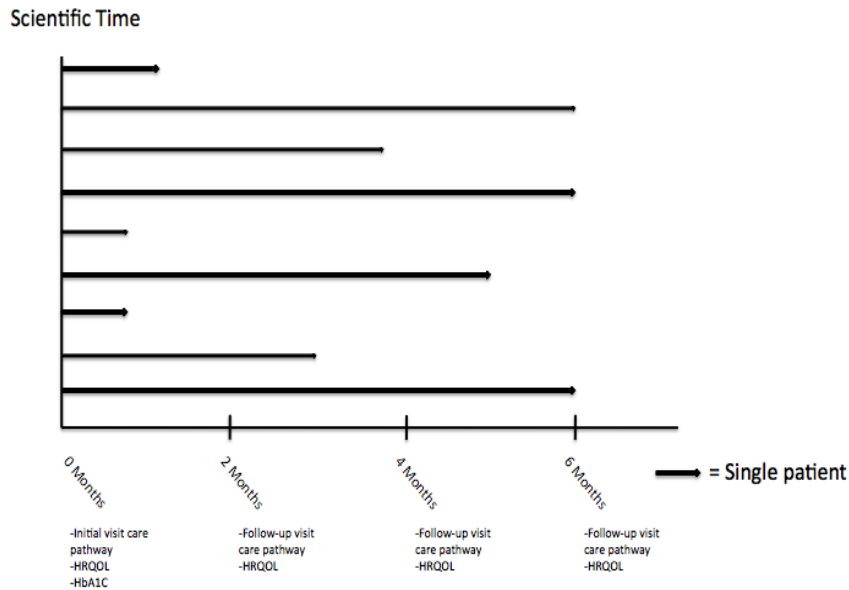 Scientific Time
0 Months
2 Months
4 Months
6 Months
= Single patient
-Initial visit care
pathway
-HRQOL
-HbA1C
-Follow-up visit
care pathway
-HRQOL
-Follow-up visit
care pathway
-HRQOL
-Follow-up visit
care pathway
-HRQOL